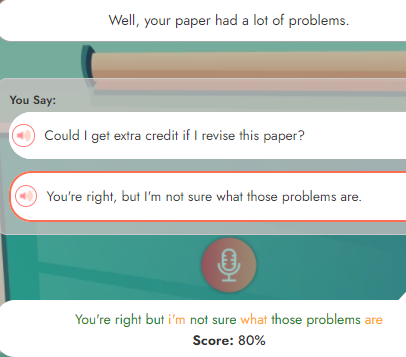 Well, your paper had a lot of problems.
You Say:
Could I get extra credit if I revise this paper?
You're right, but I'm not sure what those problems are.
You're right but i'm not sure what those problems are
Score: 80%